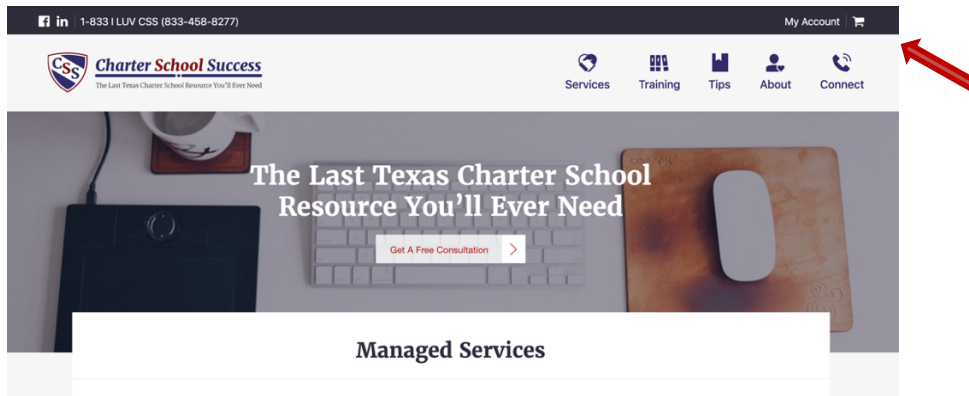 1-833 I LUV CSS (833-458-8277)
My Account
CSS
Charter School Success
The Last Texas Charter School Resource You'll Ever Need
Services
Training
Tips
About
Connect
The Last Texas Charter School
Resource You'll Ever Need
Get A Free Consultation
Managed Services